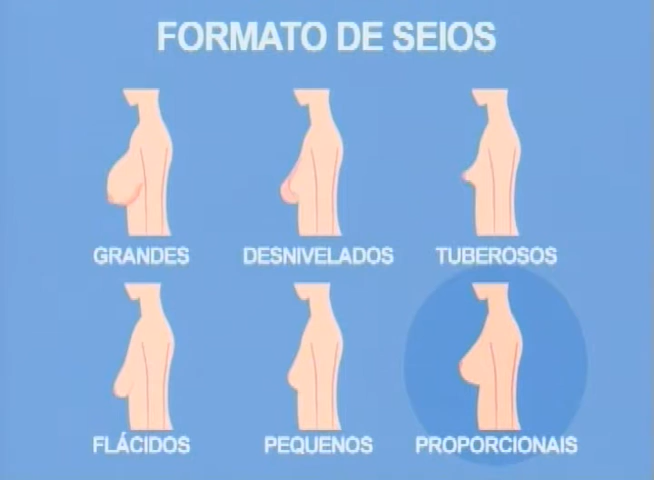 FORMATO DE SEIOS
GRANDES DESNIVELADOS TUBEROSOS
FLÁCIDOS PEQUENOS PROPORCIONAIS